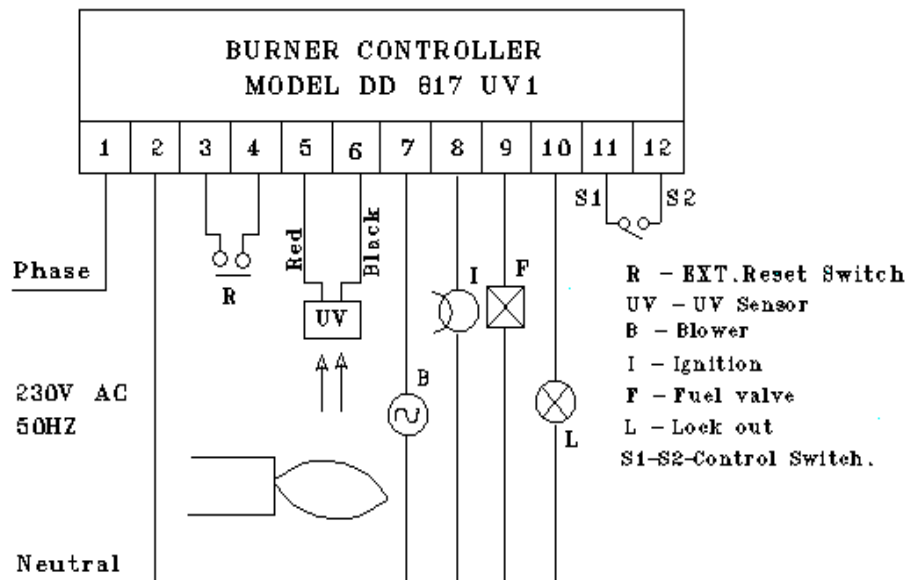 BURNER CONTROLLER
MODEL DD 817 UV1
1 2 3 4 5 6 7 8 9 10 11 12
S1 S2
Red
Black
Phase
R
UV
I
F
R - EXT.Reset Switch
UV - UV Sensor
B - Blower
I - Ignition
F - Fuel valve
L - Lock out
S1-S2-Control Switch.
230V AC
50HZ
B
L
Neutral